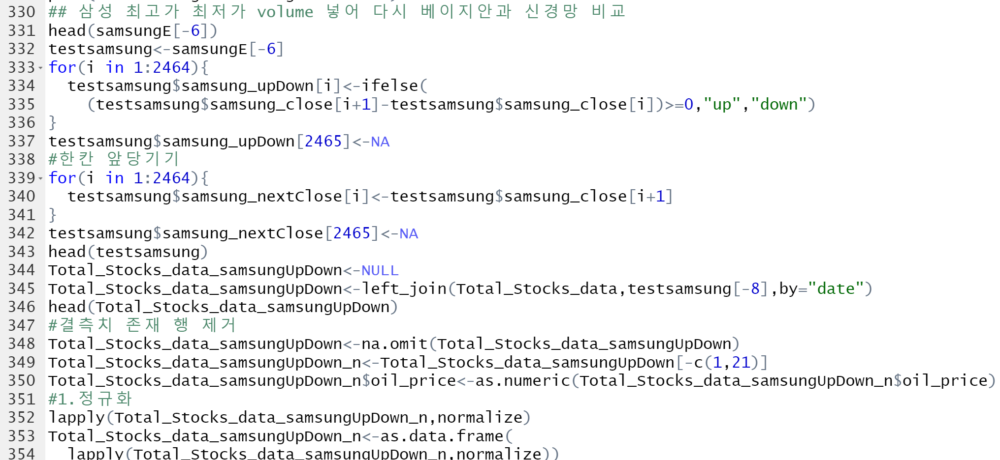 330 ## 삼성 최고가 최저가 volume 넣어 다시 베이지안과 신경망 비교
331 head(samsungE[-6])
332 testsamsung<-samsungE[-6]
333 for(i in 1:2464){
334   testsamsung$samsung_upDown[i]<-ifelse(
335     (testsamsung$samsung_close[i+1]-testsamsung$samsung_close[i])>=0,"up","down")
336 }
337 testsamsung$samsung_upDown[2465]<-NA
338 #한칸 앞당기기
339 for(i in 1:2464){
340   testsamsung$samsung_nextClose[i]<-testsamsung$samsung_close[i+1]
341 }
342 testsamsung$samsung_nextClose[2465]<-NA
343 head(testsamsung)
344 Total_Stocks_data_samsungUpDown<-NULL
345 Total_Stocks_data_samsungUpDown<-left_join(Total_Stocks_data,testsamsung[-8],by="date")
346 head(Total_Stocks_data_samsungUpDown)
347 #결측치 존재 행 제거
348 Total_Stocks_data_samsungUpDown<-na.omit(Total_Stocks_data_samsungUpDown)
349 Total_Stocks_data_samsungUpDown_n<-Total_Stocks_data_samsungUpDown[-c(1,21)]
350 Total_Stocks_data_samsungUpDown_n$oil_price<-as.numeric(Total_Stocks_data_samsungUpDown_n$oil_price)
351 #1.정규화
352 lapply(Total_Stocks_data_samsungUpDown_n,normalize)
353 Total_Stocks_data_samsungUpDown_n<-as.data.frame(
354   lapply(Total_Stocks_data_samsungUpDown_n,normalize))